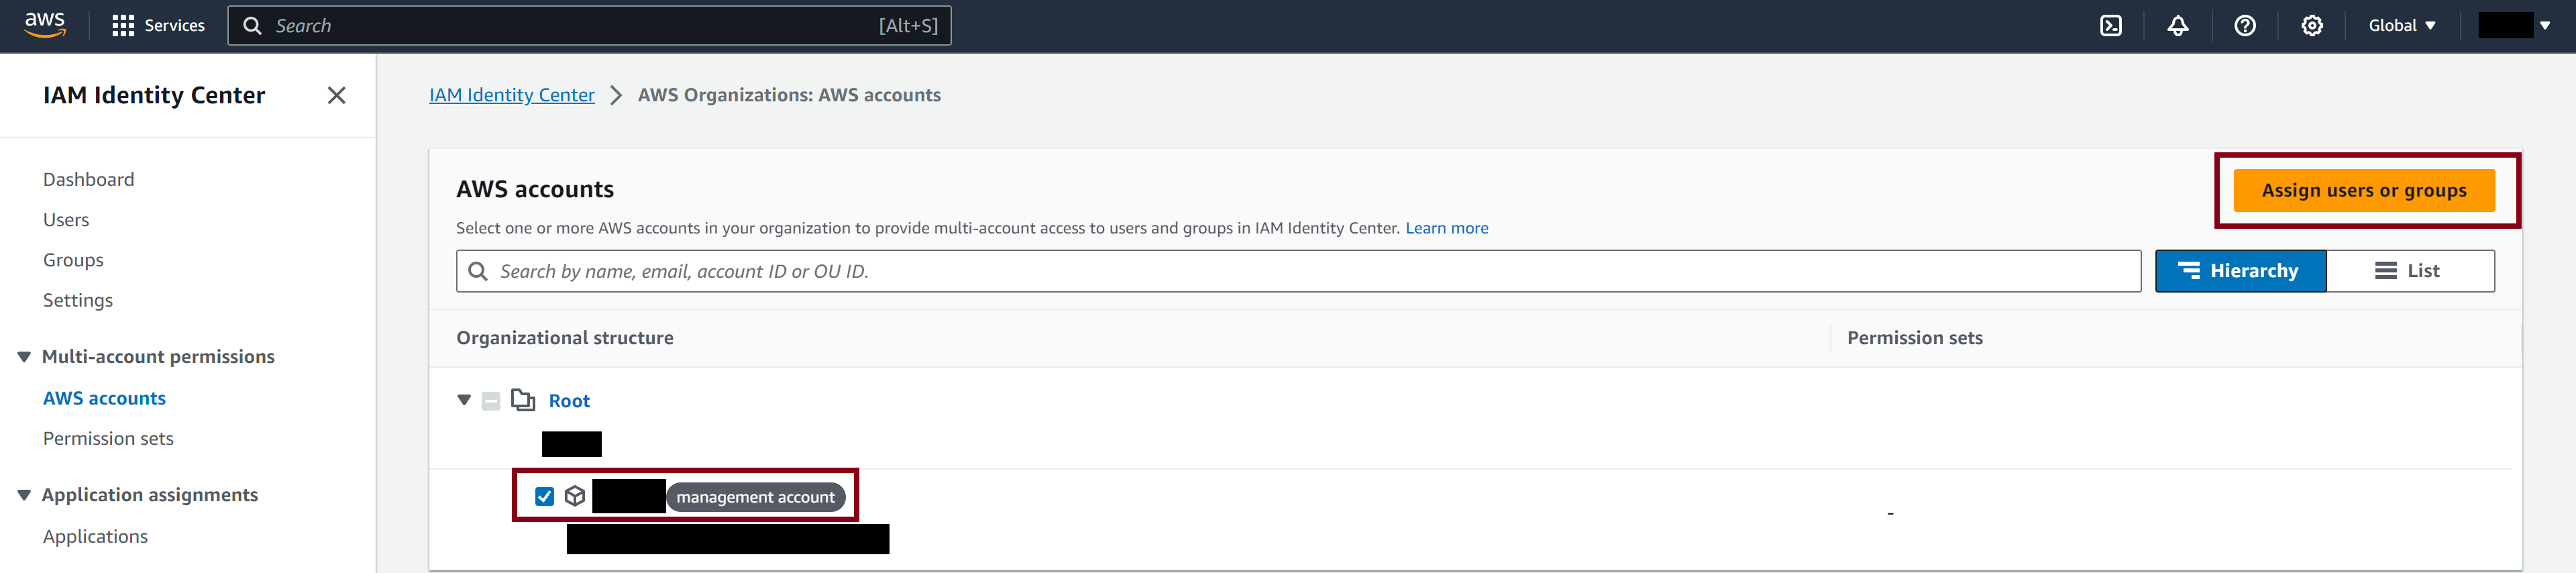 aws
Services
Search
[Alt+S]
Global
IAM Identity Center
Dashboard
Users
Groups
Settings
Multi-account permissions
AWS accounts
Permission sets
Application assignments
Applications
IAM Identity Center > AWS Organizations: AWS accounts
AWS accounts
Assign users or groups
Select one or more AWS accounts in your organization to provide multi-account access to users and groups in IAM Identity Center. Learn more
Search by name, email, account ID or OU ID.
Hierarchy
List
Organizational structure
Permission sets
Root
management account
-